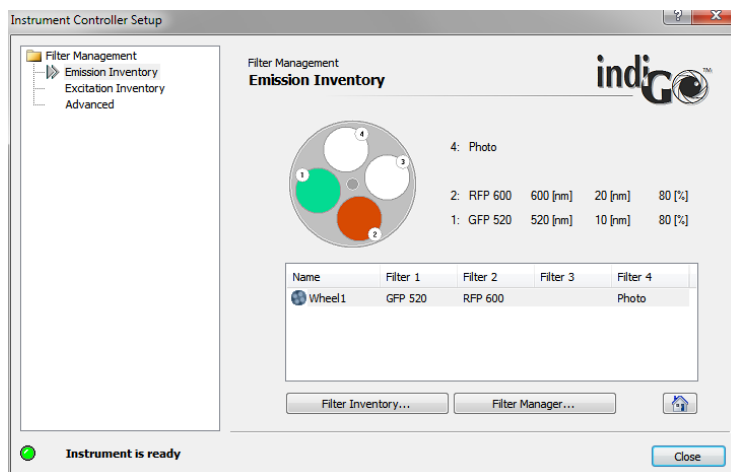 Instrument Controller Setup
? X
Filter Management
Emission Inventory
Excitation Inventory
Advanced
Filter Management
Emission Inventory
indiGO™
4
3
1
2
4: Photo
2: RFP 600 600 [nm] 20 [nm] 80 [%]
1: GFP 520 520 [nm] 10 [nm] 80 [%]
Name Filter 1 Filter 2 Filter 3 Filter 4
Wheel1 GFP 520 RFP 600 Photo
Filter Inventory... Filter Manager...
Instrument is ready
Close